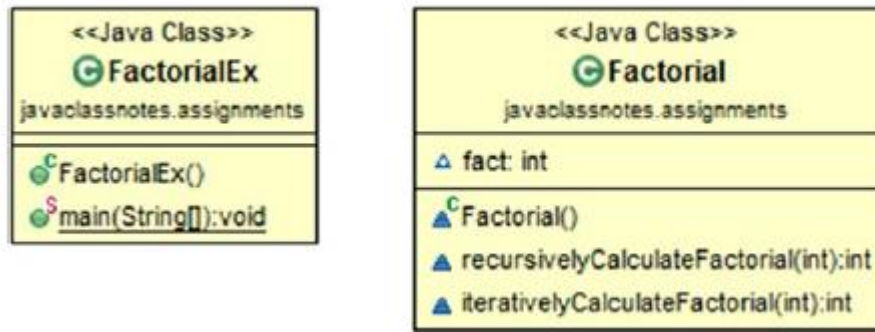 <<Java Class>>
FactorialEx
javaclassnotes.assignments
FactorialEx()
main(String[]):void
<<Java Class>>
Factorial
javaclassnotes.assignments
fact: int
Factorial()
recursivelyCalculateFactorial(int):int
iterativelyCalculateFactorial(int):int